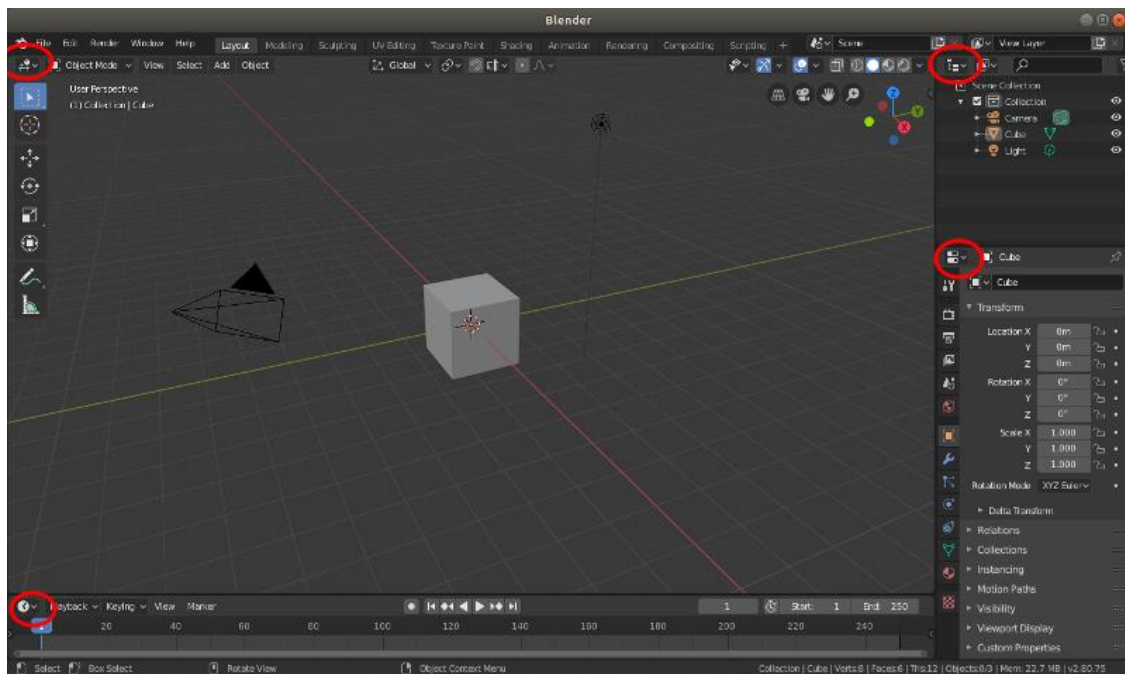 Blender
File Edit Render Window Help Layout Modeling Sculpting UV Editing Texture Paint Shading Animation Rendering Compositing Scripting + Scene View Layer
Object Mode View Select Add Object Global
User Perspective
(1) Collection | Cube
Z
Y
X
Scene Collection
Collection
Camera
Cube
Light
Cube
Cube
Transform
Location X 0m
Y 0m
Z 0m
Rotation X 0°
Y 0°
Z 0°
Scale X 1.000
Y 1.000
Z 1.000
Rotation Mode XYZ Euler
Delta Transform
Relations
Collections
Instancing
Motion Paths
Visibility
Viewport Display
Custom Properties
Playback Keying View Marker 1 Start: 1 End: 250
1 20 40 60 80 100 120 140 160 180 200 220 240
Select Box Select Rotate View Object Context Menu Collection | Cube | Verts:8 | Faces:6 | Tris:12 | Objects:0/3 | Mem: 22.7 MB | v2.80.75